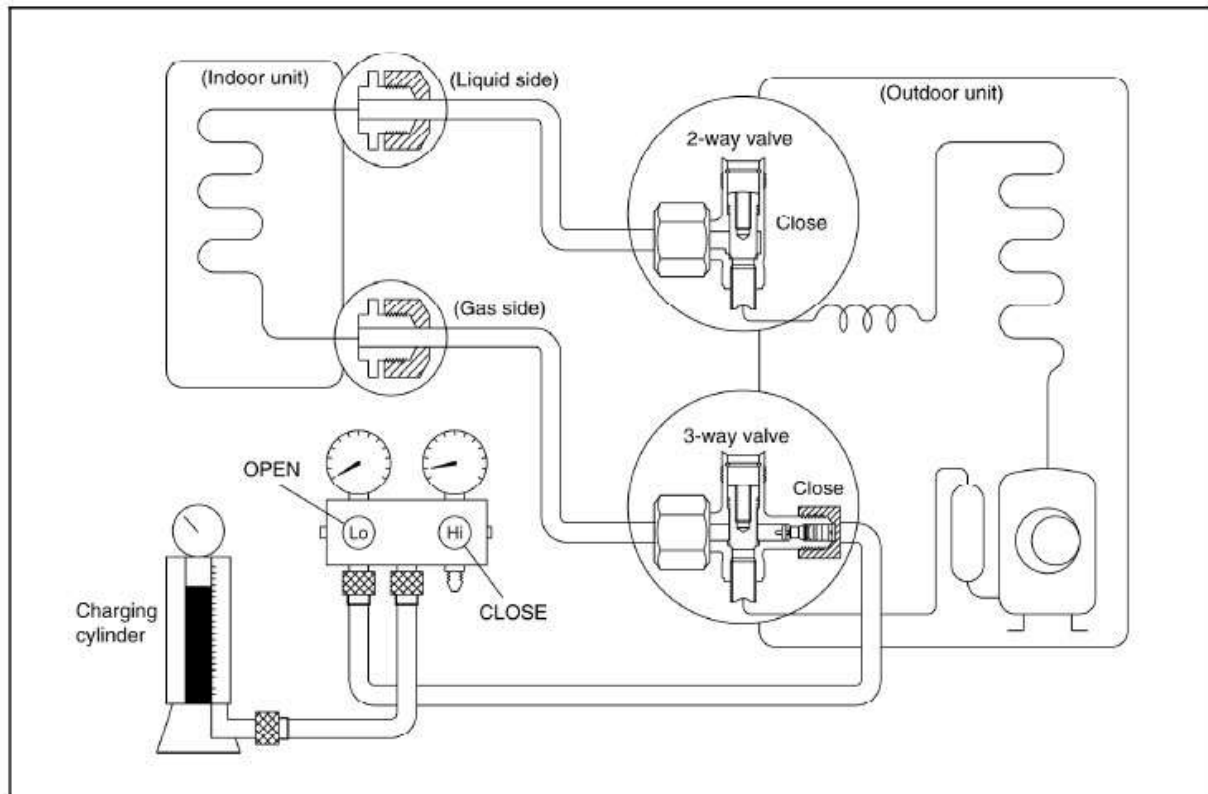 (Indoor unit)
(Liquid side)
(Outdoor unit)
2-way valve
Close
(Gas side)
3-way valve
Close
OPEN
Lo
Hi
CLOSE
Charging
cylinder